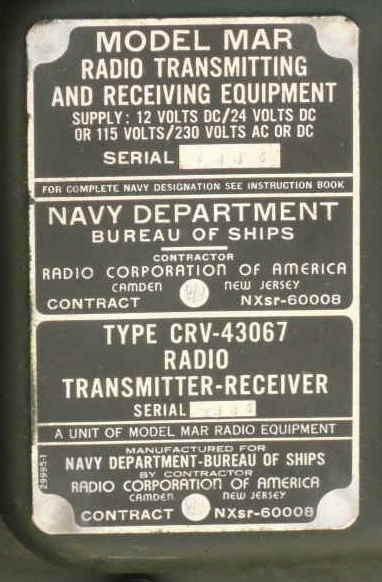 MODEL MAR
RADIO TRANSMITTING
AND RECEIVING EQUIPMENT
SUPPLY: 12 VOLTS DC/24 VOLTS DC
OR 115 VOLTS/230 VOLTS AC OR DC
SERIAL
FOR COMPLETE NAVY DESIGNATION SEE INSTRUCTION BOOK
NAVY DEPARTMENT
BUREAU OF SHIPS
CONTRACTOR
RADIO CORPORATION OF AMERICA
CAMDEN NEW JERSEY
CONTRACT NXsr-60008
TYPE CRV-43067
RADIO
TRANSMITTER-RECEIVER
SERIAL
A UNIT OF MODEL MAR RADIO EQUIPMENT
MANUFACTURED FOR
NAVY DEPARTMENT-BUREAU OF SHIPS
BY CONTRACTOR
RADIO CORPORATION OF AMERICA
CAMDEN NEW JERSEY
CONTRACT NXsr-60008
29995-1